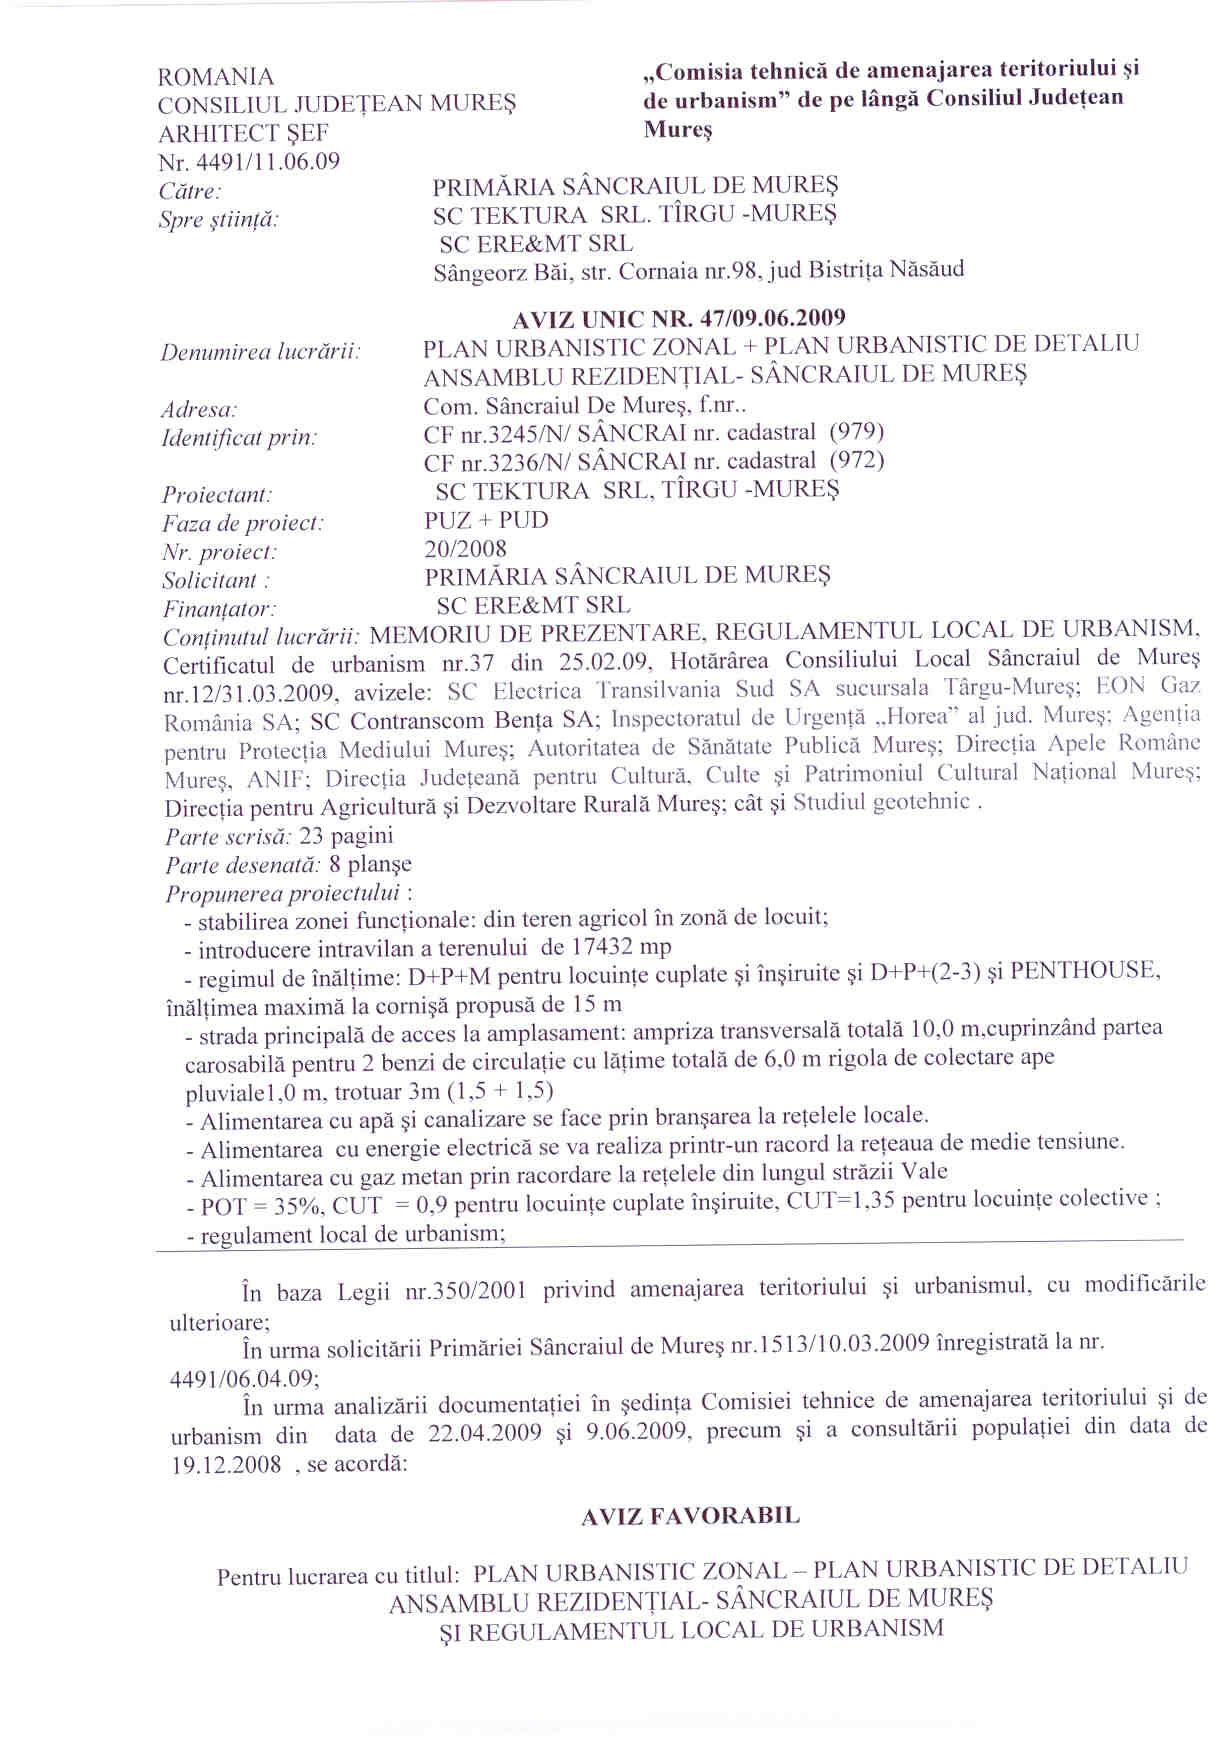 ROMANIA
CONSILIUL JUDEŢEAN MUREŞ
ARHITECT ŞEF
Nr. 4491/11.06.09
„Comisia tehnică de amenajarea teritoriului şi
de urbanism” de pe lângă Consiliul Judeţean
Mureş
Către: PRIMĂRIA SÂNCRAIUL DE MUREŞ
Spre ştiinţă: SC TEKTURA SRL. TÎRGU -MUREŞ
SC ERE&MT SRL
Sângeorz Băi, str. Cornaia nr.98, jud Bistriţa Năsăud
AVIZ UNIC NR. 47/09.06.2009
Denumirea lucrării: PLAN URBANISTIC ZONAL + PLAN URBANISTIC DE DETALIU
ANSAMBLU REZIDENŢIAL- SÂNCRAIUL DE MUREŞ
Adresa: Com. Sâncraiul De Mureş, f.nr..
Identificat prin: CF nr.3245/N/ SÂNCRAI nr. cadastral (979)
CF nr.3236/N/ SÂNCRAI nr. cadastral (972)
Proiectant: SC TEKTURA SRL, TÎRGU -MUREŞ
Faza de proiect: PUZ + PUD
Nr. proiect: 20/2008
Solicitant : PRIMĂRIA SÂNCRAIUL DE MUREŞ
Finanţator: SC ERE&MT SRL
Conţinutul lucrării: MEMORIU DE PREZENTARE, REGULAMENTUL LOCAL DE URBANISM,
Certificatul de urbanism nr.37 din 25.02.09, Hotărârea Consiliului Local Sâncraiul de Mureş
nr.12/31.03.2009, avizele: SC Electrica Transilvania Sud SA sucursala Târgu-Mureş; EON Gaz
România SA; SC Contranscom Benţa SA; Inspectoratul de Urgenţă „Horea” al jud. Mureş; Agenţia
pentru Protecţia Mediului Mureş; Autoritatea de Sănătate Publică Mureş; Direcţia Apele Române
Mureş, ANIF; Direcţia Judeţeană pentru Cultură, Culte şi Patrimoniul Cultural Naţional Mureş;
Direcţia pentru Agricultură şi Dezvoltare Rurală Mureş; cât şi Studiul geotehnic .
Parte scrisă: 23 pagini
Parte desenată: 8 planşe
Propunerea proiectului :
- stabilirea zonei funcţionale: din teren agricol în zonă de locuit;
- introducere intravilan a terenului de 17432 mp
- regimul de înălţime: D+P+M pentru locuinţe cuplate şi înşiruite şi D+P+(2-3) şi PENTHOUSE,
înălţimea maximă la cornişă propusă de 15 m
- strada principală de acces la amplasament: ampriza transversală totală 10,0 m,cuprinzând partea
carosabilă pentru 2 benzi de circulaţie cu lăţime totală de 6,0 m rigola de colectare ape
pluviale1,0 m, trotuar 3m (1,5 + 1,5)
- Alimentarea cu apă şi canalizare se face prin branşarea la reţelele locale.
- Alimentarea cu energie electrică se va realiza printr-un racord la reţeaua de medie tensiune.
- Alimentarea cu gaz metan prin racordare la reţelele din lungul străzii Vale
- POT = 35%, CUT = 0,9 pentru locuinţe cuplate înşiruite, CUT=1,35 pentru locuinţe colective ;
- regulament local de urbanism;
În baza Legii nr.350/2001 privind amenajarea teritoriului şi urbanismul, cu modificările
ulterioare;
În urma solicitării Primăriei Sâncraiul de Mureş nr.1513/10.03.2009 înregistrată la nr.
4491/06.04.09;
În urma analizării documentaţiei în şedinţa Comisiei tehnice de amenajarea teritoriului şi de
urbanism din data de 22.04.2009 şi 9.06.2009, precum şi a consultării populaţiei din data de
19.12.2008 , se acordă:
AVIZ FAVORABIL
Pentru lucrarea cu titlul: PLAN URBANISTIC ZONAL – PLAN URBANISTIC DE DETALIU
ANSAMBLU REZIDENŢIAL- SÂNCRAIUL DE MUREŞ
ŞI REGULAMENTUL LOCAL DE URBANISM